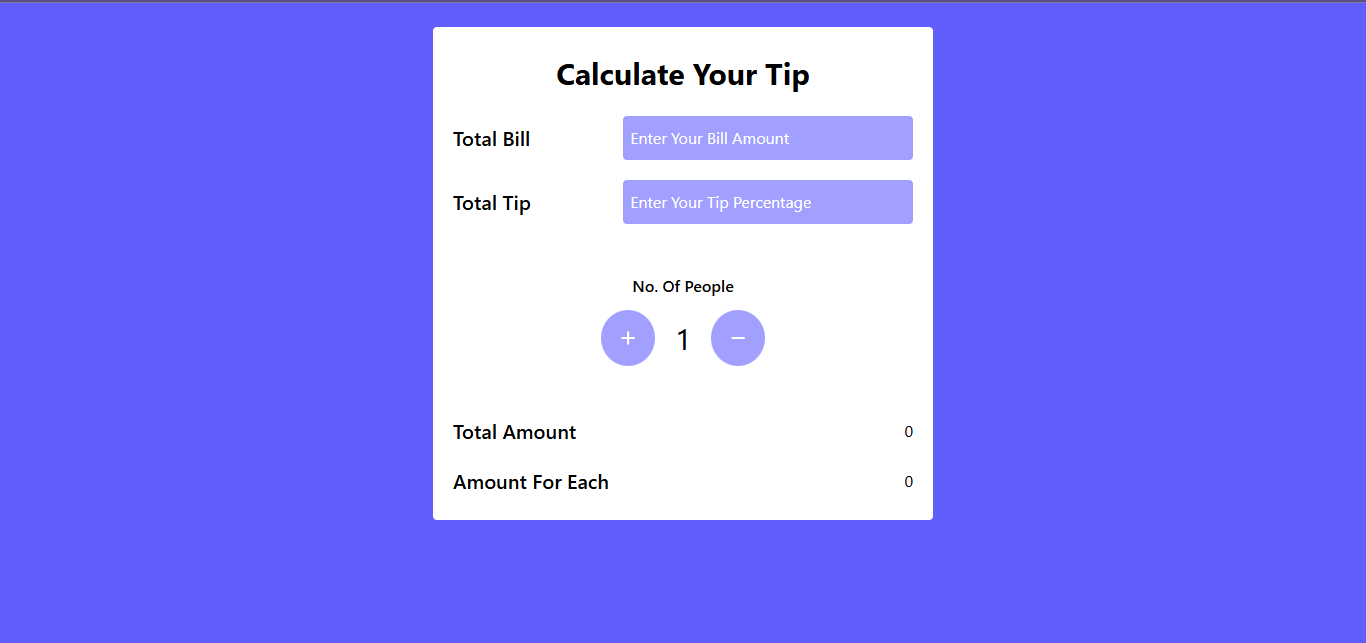 Calculate Your Tip
Total Bill Enter Your Bill Amount
Total Tip Enter Your Tip Percentage
No. Of People
+ 1 −
Total Amount 0
Amount For Each 0